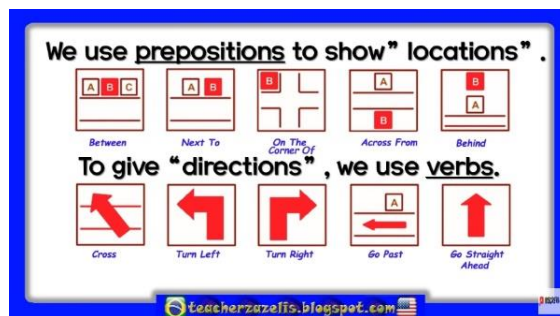 We use prepositions to show" locations" .
A B C
A B
B
A
B
B
A
Between Next To On The Corner Of Across From Behind
To give "directions" , we use verbs.
A
Cross Turn Left Turn Right Go Past Go Straight Ahead
teacherzazelis.blogspot.com